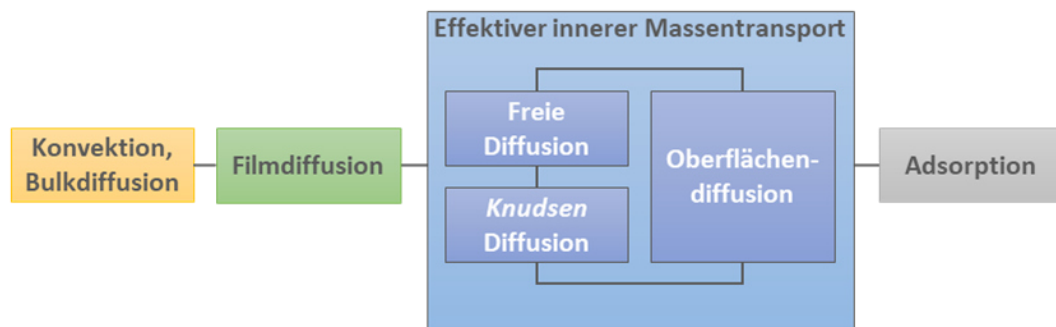 Effektiver innerer Massentransport
Konvektion,
Bulkdiffusion
Filmdiffusion
Freie
Diffusion
Knudsen
Diffusion
Oberflächen-
diffusion
Adsorption